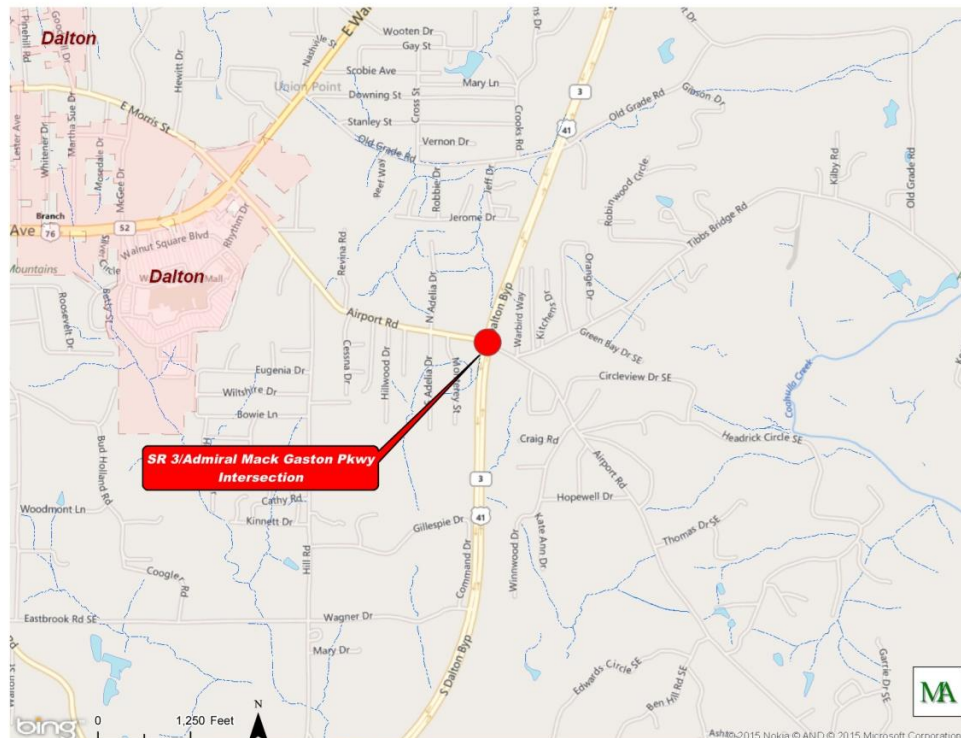 Dalton
Pinehill Rd
Hewitt Dr
Nashville St
Wooten Dr
Gay St
Scobie Ave
Union Point
Downing St
Mary Ln
Cross St
Stanley St
Crooks Rd
3
41
Old Grade Rd
Gibson Dr
Lester Ave
Whitener Dr
Martha Sue Dr
Mosedale Dr
McGee Dr
E Morris St
Old Grade Rd
Vernon Dr
Reef Way
Robbie Dr
Jeff Dr
Jerome Dr
Robinwood Circle
Kilby Rd
Old Grade Rd
Tibbs Bridge Rd
Branch
76
52
Ave
Walnut Square Blvd
Rhythm Dr
Silver Circle
Mountains
Dalton
Mall
Roosevelt Dr
Betty St
Revina Rd
N Adelia Dr
Orange Dr
Kitchens Dr
Warbird Way
Airport Rd
Dalton Byp
Green Bay Dr SE
Cessna Dr
Hillwood Dr
S Adelia Dr
Monterey St
Eugenia Dr
Wiltshire Dr
Bowie Ln
Circleview Dr SE
Coahulla Creek
Headrick Circle SE
Craig Rd
Airport Rd
SR 3/Admiral Mack Gaston Pkwy
Intersection
Bud Holland Rd
Cathy Rd
Woodmont Ln
Kinnett Dr
Hill Rd
3
41
Gillespie Dr
Hopewell Dr
Kate Ann Dr
Winnwood Dr
Thomas Dr SE
Coogler Rd
Command Dr
Eastbrook Rd SE
Wagner Dr
Mary Dr
S Dalton Byp
Edwards Circle SE
Ben Hill Rd SE
Garrie Dr SE
Walton St
MA
N
0
1,250 Feet
bing
© 2015 Nokia © AND © 2015 Microsoft Corporation